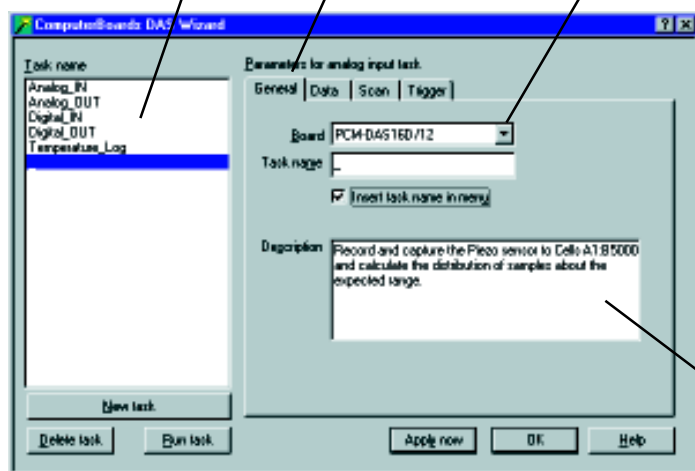 ComputerBoards DAS Wizard
Task name
Analog_IN
Analog_OUT
Digital_IN
Digital_OUT
Temperature_Log
New task
Delete task
Run task
Parameters for analog input task
General
Data
Scan
Trigger
Board
PCM-DAS16D/12
Task name
_
Insert task name in menu
Description
Record and capture the Piezo sensor to Cells A1:B5000
and calculate the distribution of samples about the
expected range.
Apply now
OK
Help